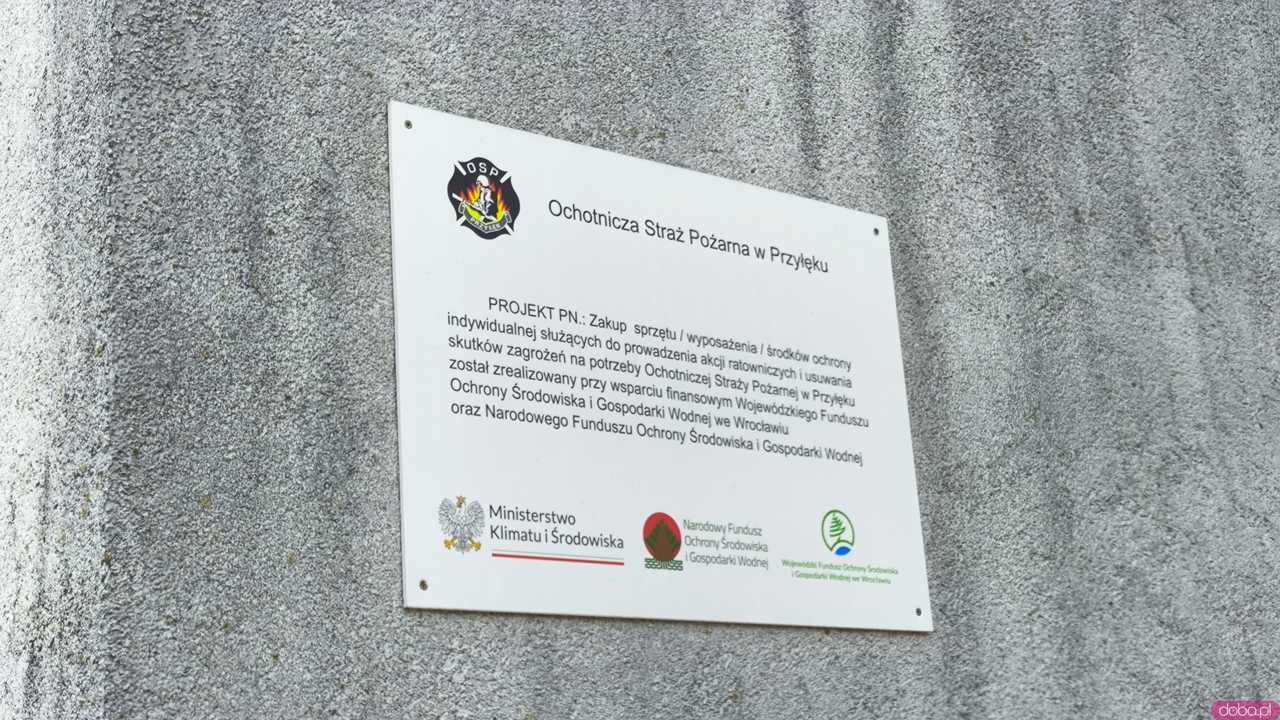 OSP
PRZYŁĘK
Ochotnicza Straż Pożarna w Przyłęku
PROJEKT PN.: Zakup sprzętu / wyposażenia / środków ochrony
indywidualnej służących do prowadzenia akcji ratowniczych i usuwania
skutków zagrożeń na potrzeby Ochotniczej Straży Pożarnej w Przyłęku
został zrealizowany przy wsparciu finansowym Wojewódzkiego Funduszu
Ochrony Środowiska i Gospodarki Wodnej we Wrocławiu
oraz Narodowego Funduszu Ochrony Środowiska i Gospodarki Wodnej
Ministerstwo
Klimatu i Środowiska
Narodowy Fundusz
Ochrony Środowiska
i Gospodarki Wodnej
Wojewódzki Fundusz Ochrony Środowiska
i Gospodarki Wodnej we Wrocławiu
doba.pl